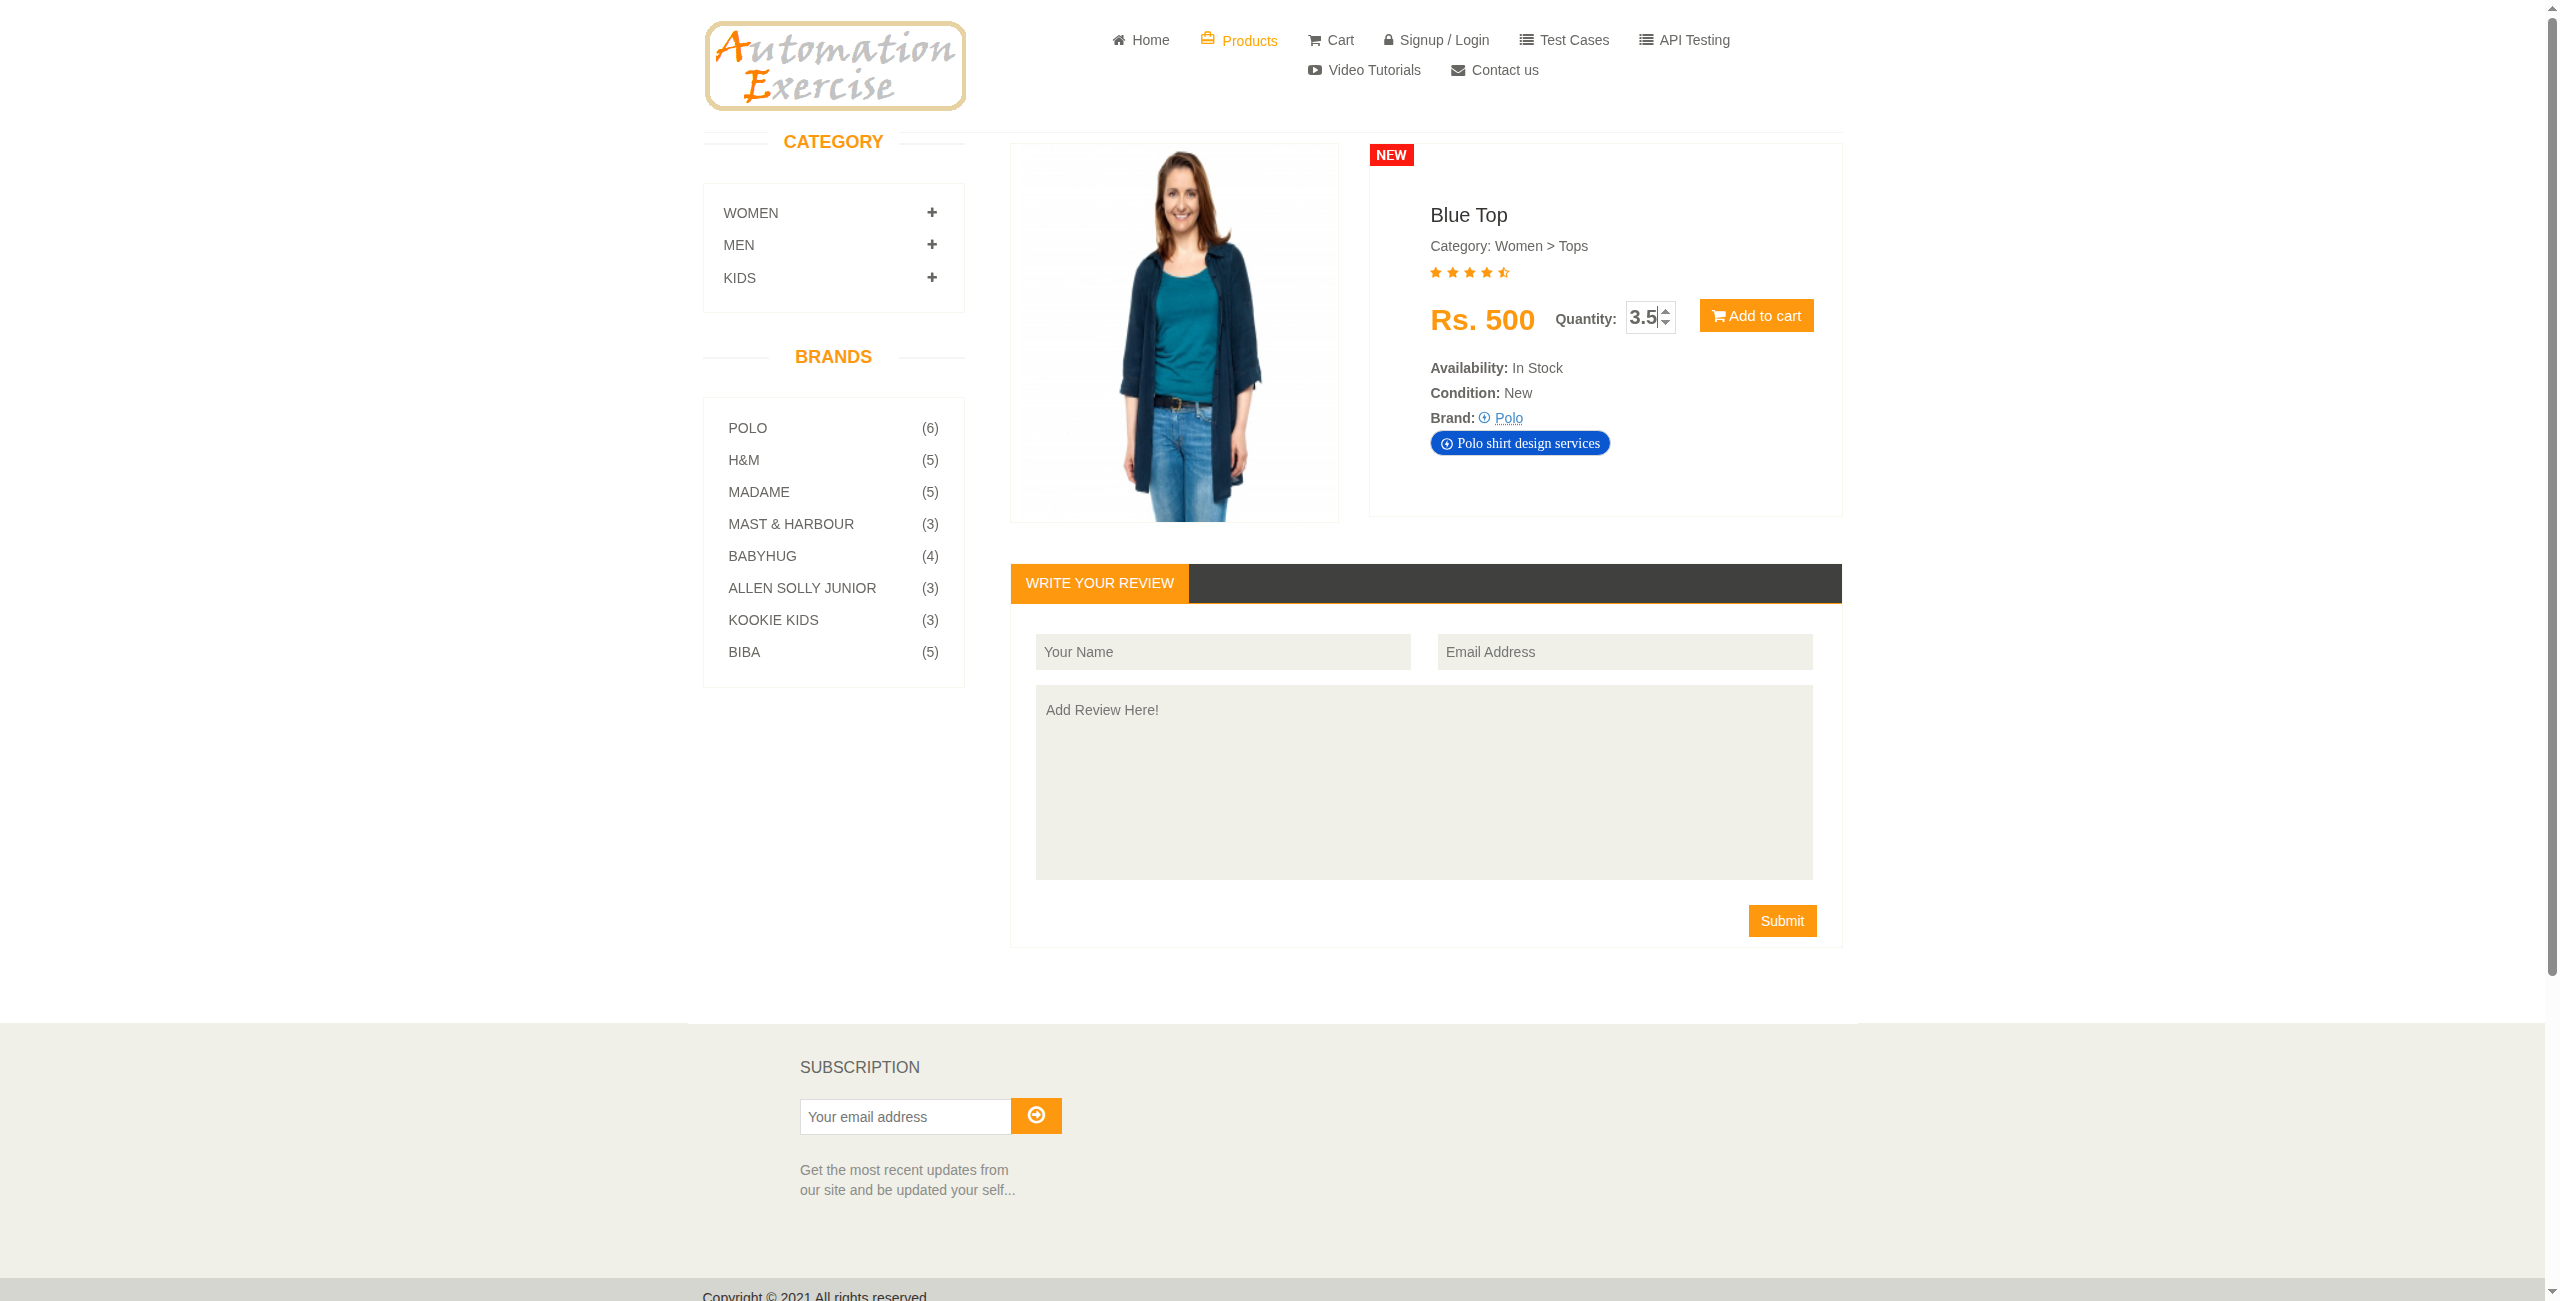 Automation
Exercise
Home
Products
Cart
Signup / Login
Test Cases
API Testing
Video Tutorials
Contact us
CATEGORY
WOMEN
MEN
KIDS
BRANDS
POLO (6)
H&M (5)
MADAME (5)
MAST & HARBOUR (3)
BABYHUG (4)
ALLEN SOLLY JUNIOR (3)
KOOKIE KIDS (3)
BIBA (5)
NEW
Blue Top
Category: Women > Tops
Rs. 500 Quantity: 3.5 Add to cart
Availability: In Stock
Condition: New
Brand: Polo
Polo shirt design services
WRITE YOUR REVIEW
Your Name
Email Address
Add Review Here!
Submit
SUBSCRIPTION
Your email address
Get the most recent updates from
our site and be updated your self...
Copyright © 2021 All rights reserved